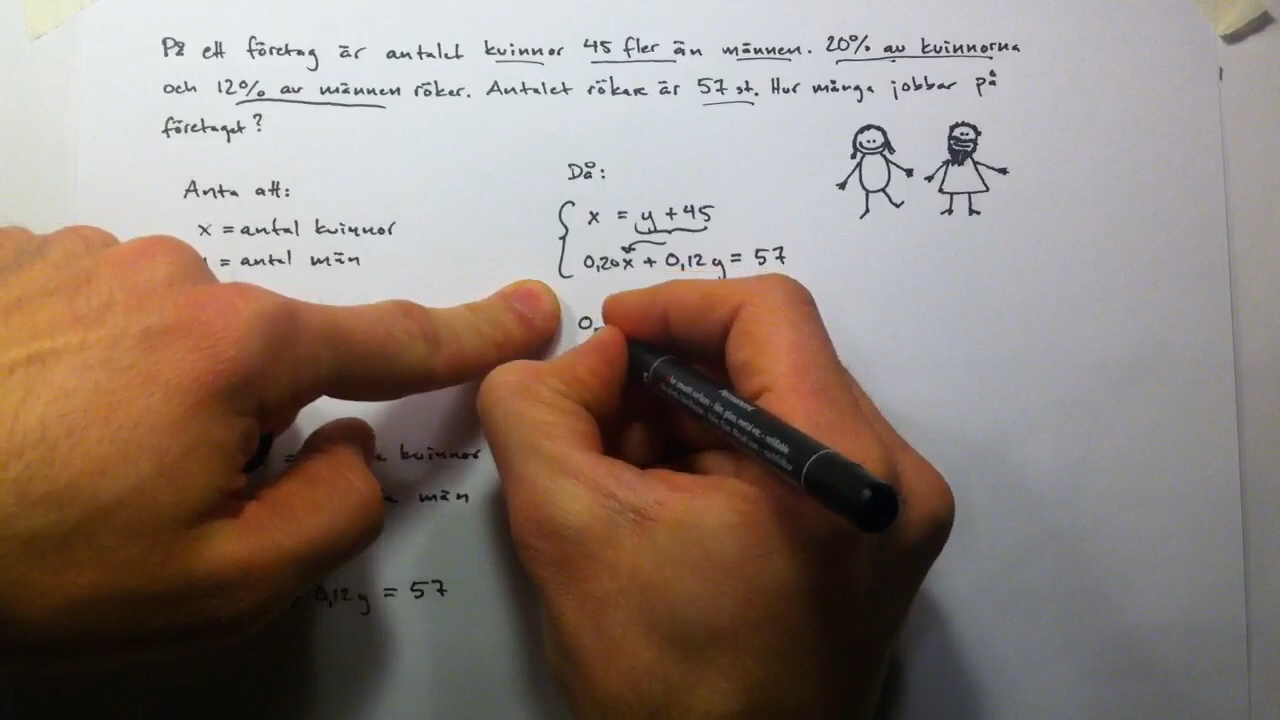 På ett företag är antalet kvinnor 45 fler än männen. 20% av kvinnorna
och 12% av männen röker. Antalet rökare är 57 st. Hur många jobbar på
företaget?
Anta att:
x = antal kvinnor
= antal män
Då:
x = y + 45
0,20x + 0,12y = 57
0,
= kvinnor
män
0,12y = 57
Permanent